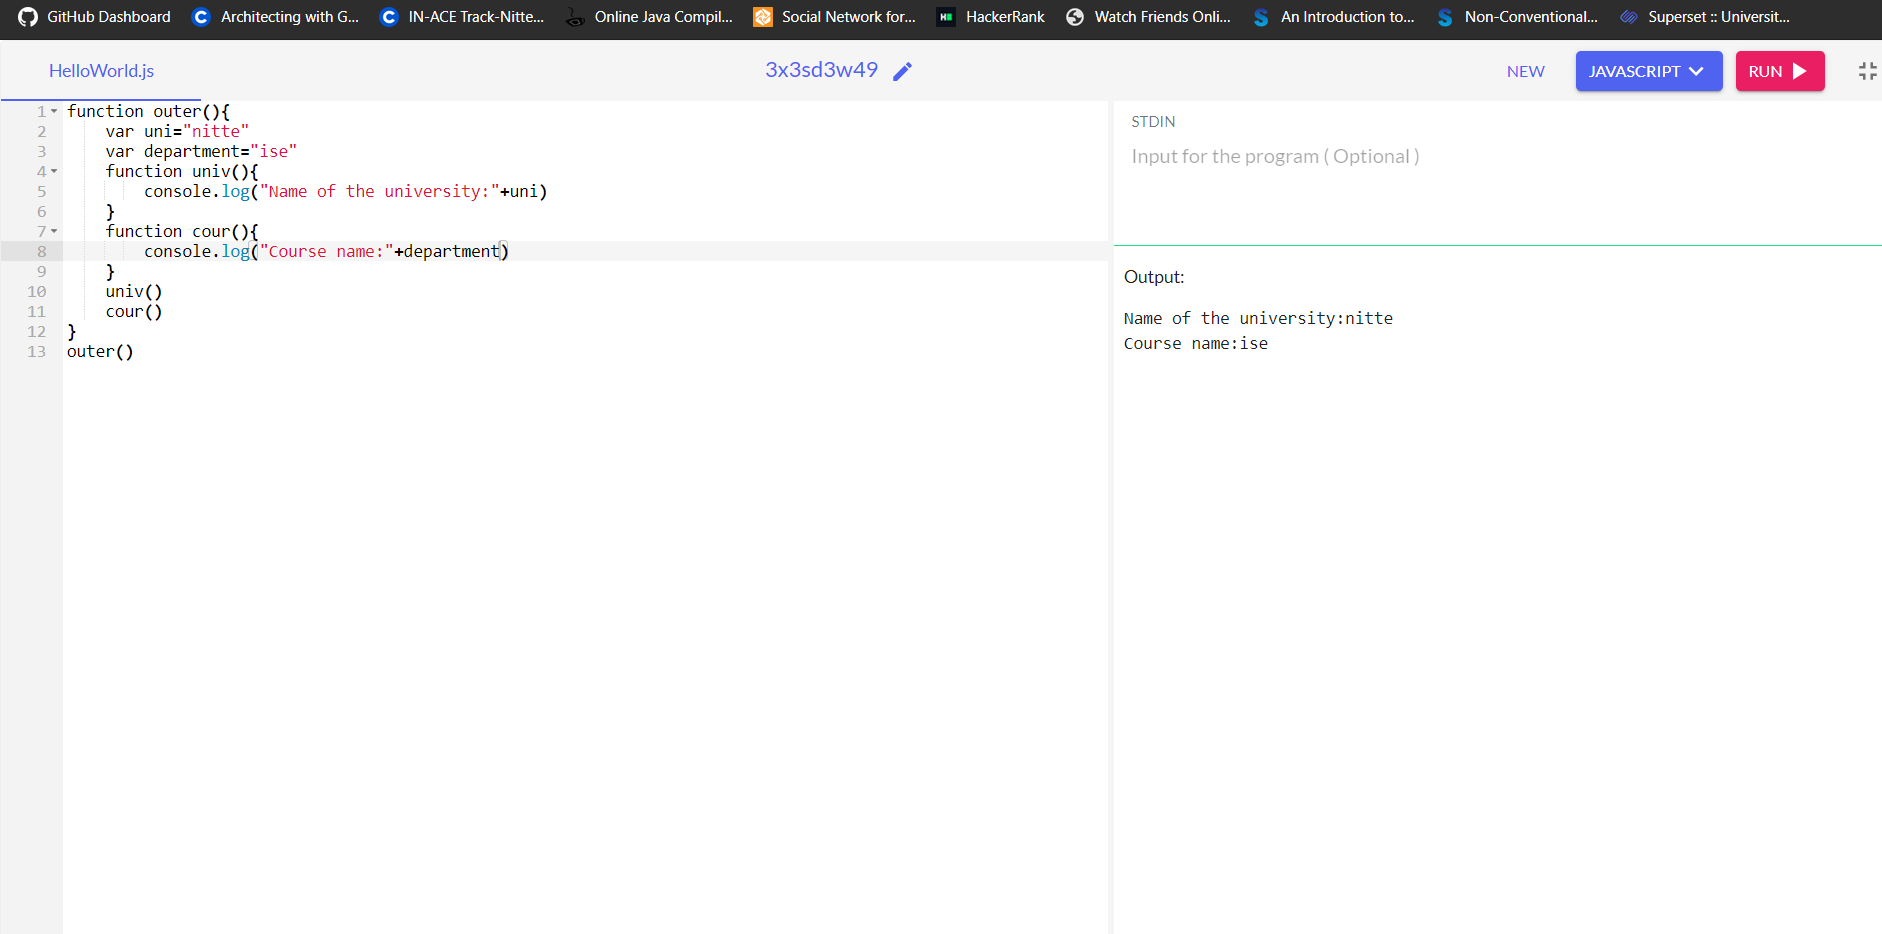 GitHub Dashboard Architecting with G... IN-ACE Track-Nitte... Online Java Compil... Social Network for... HackerRank Watch Friends Onli... An Introduction to... Non-Conventional... Superset :: Universit...
HelloWorld.js 3x3sd3w49 NEW JAVASCRIPT RUN
1 function outer(){
2     var uni="nitte"
3     var department="ise"
4     function univ(){
5         console.log("Name of the university:"+uni)
6     }
7     function cour(){
8         console.log("Course name:"+department)
9     }
10     univ()
11     cour()
12 }
13 outer()
STDIN
Input for the program ( Optional )
Output:
Name of the university:nitte
Course name:ise